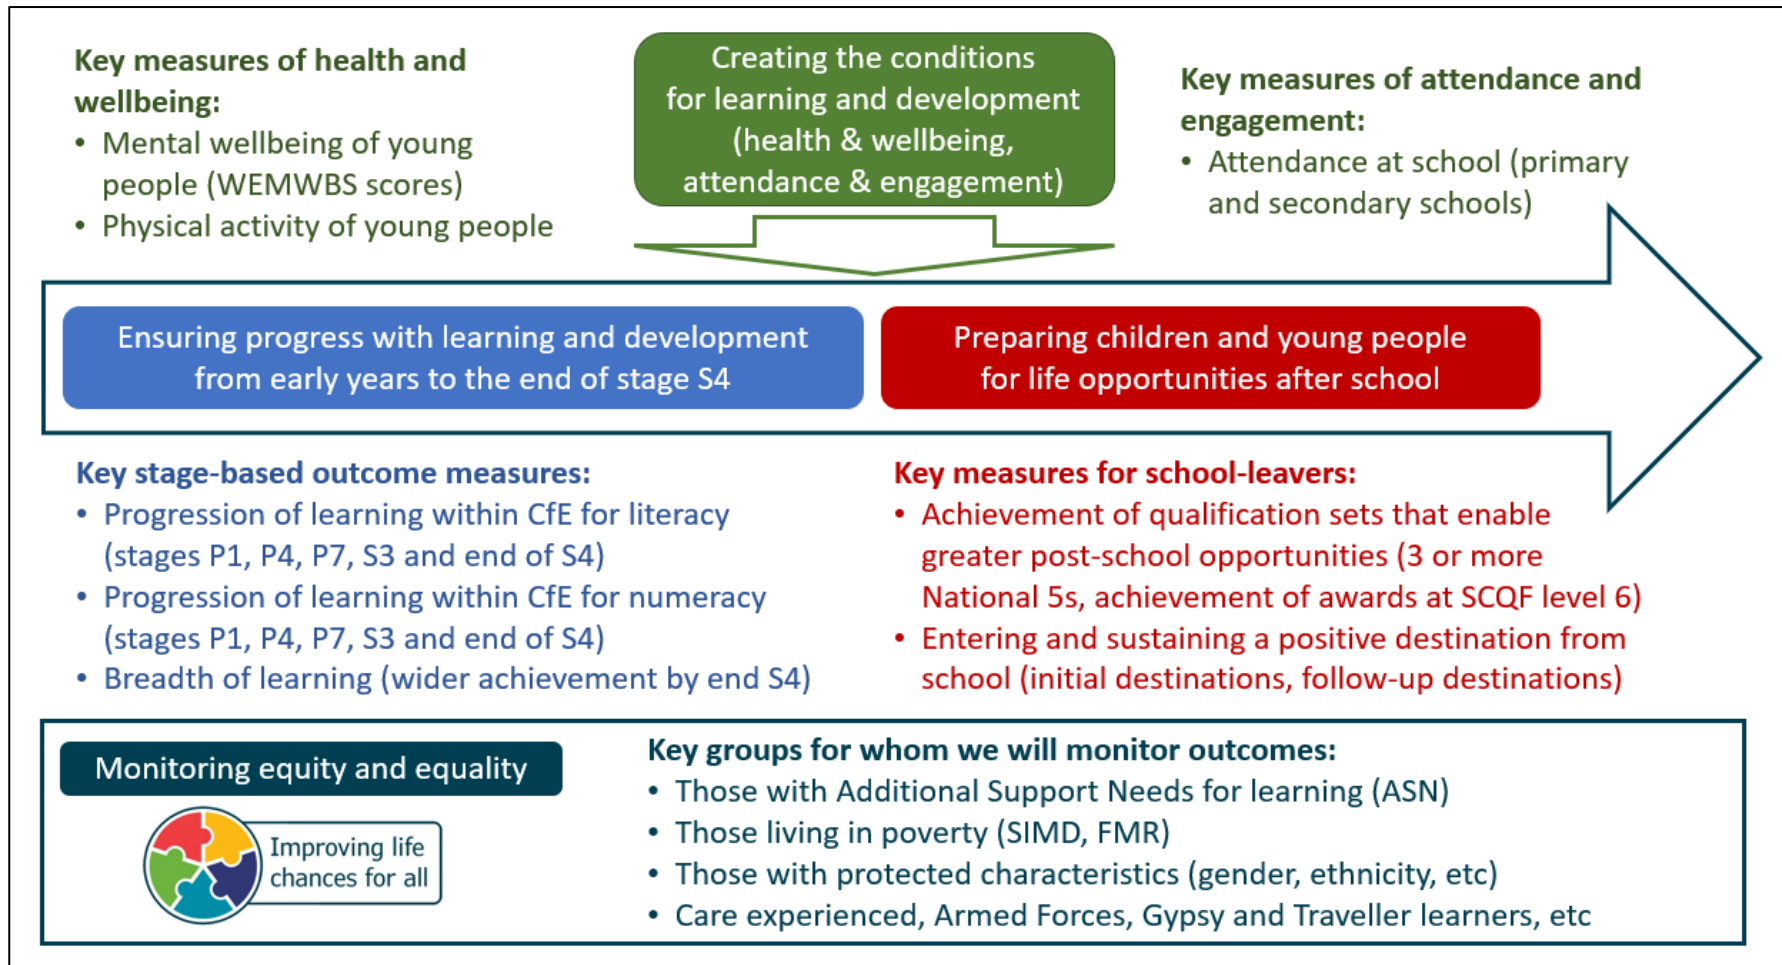 Key measures of health and
wellbeing:
• Mental wellbeing of young
people (WEMWBS scores)
• Physical activity of young people
Creating the conditions
for learning and development
(health & wellbeing,
attendance & engagement)
Key measures of attendance and
engagement:
• Attendance at school (primary
and secondary schools)
Ensuring progress with learning and development
from early years to the end of stage S4
Preparing children and young people
for life opportunities after school
Key stage-based outcome measures:
• Progression of learning within CfE for literacy
(stages P1, P4, P7, S3 and end of S4)
• Progression of learning within CfE for numeracy
(stages P1, P4, P7, S3 and end of S4)
• Breadth of learning (wider achievement by end S4)
Key measures for school-leavers:
• Achievement of qualification sets that enable
greater post-school opportunities (3 or more
National 5s, achievement of awards at SCQF level 6)
• Entering and sustaining a positive destination from
school (initial destinations, follow-up destinations)
Monitoring equity and equality
Improving life
chances for all
Key groups for whom we will monitor outcomes:
• Those with Additional Support Needs for learning (ASN)
• Those living in poverty (SIMD, FMR)
• Those with protected characteristics (gender, ethnicity, etc)
• Care experienced, Armed Forces, Gypsy and Traveller learners, etc